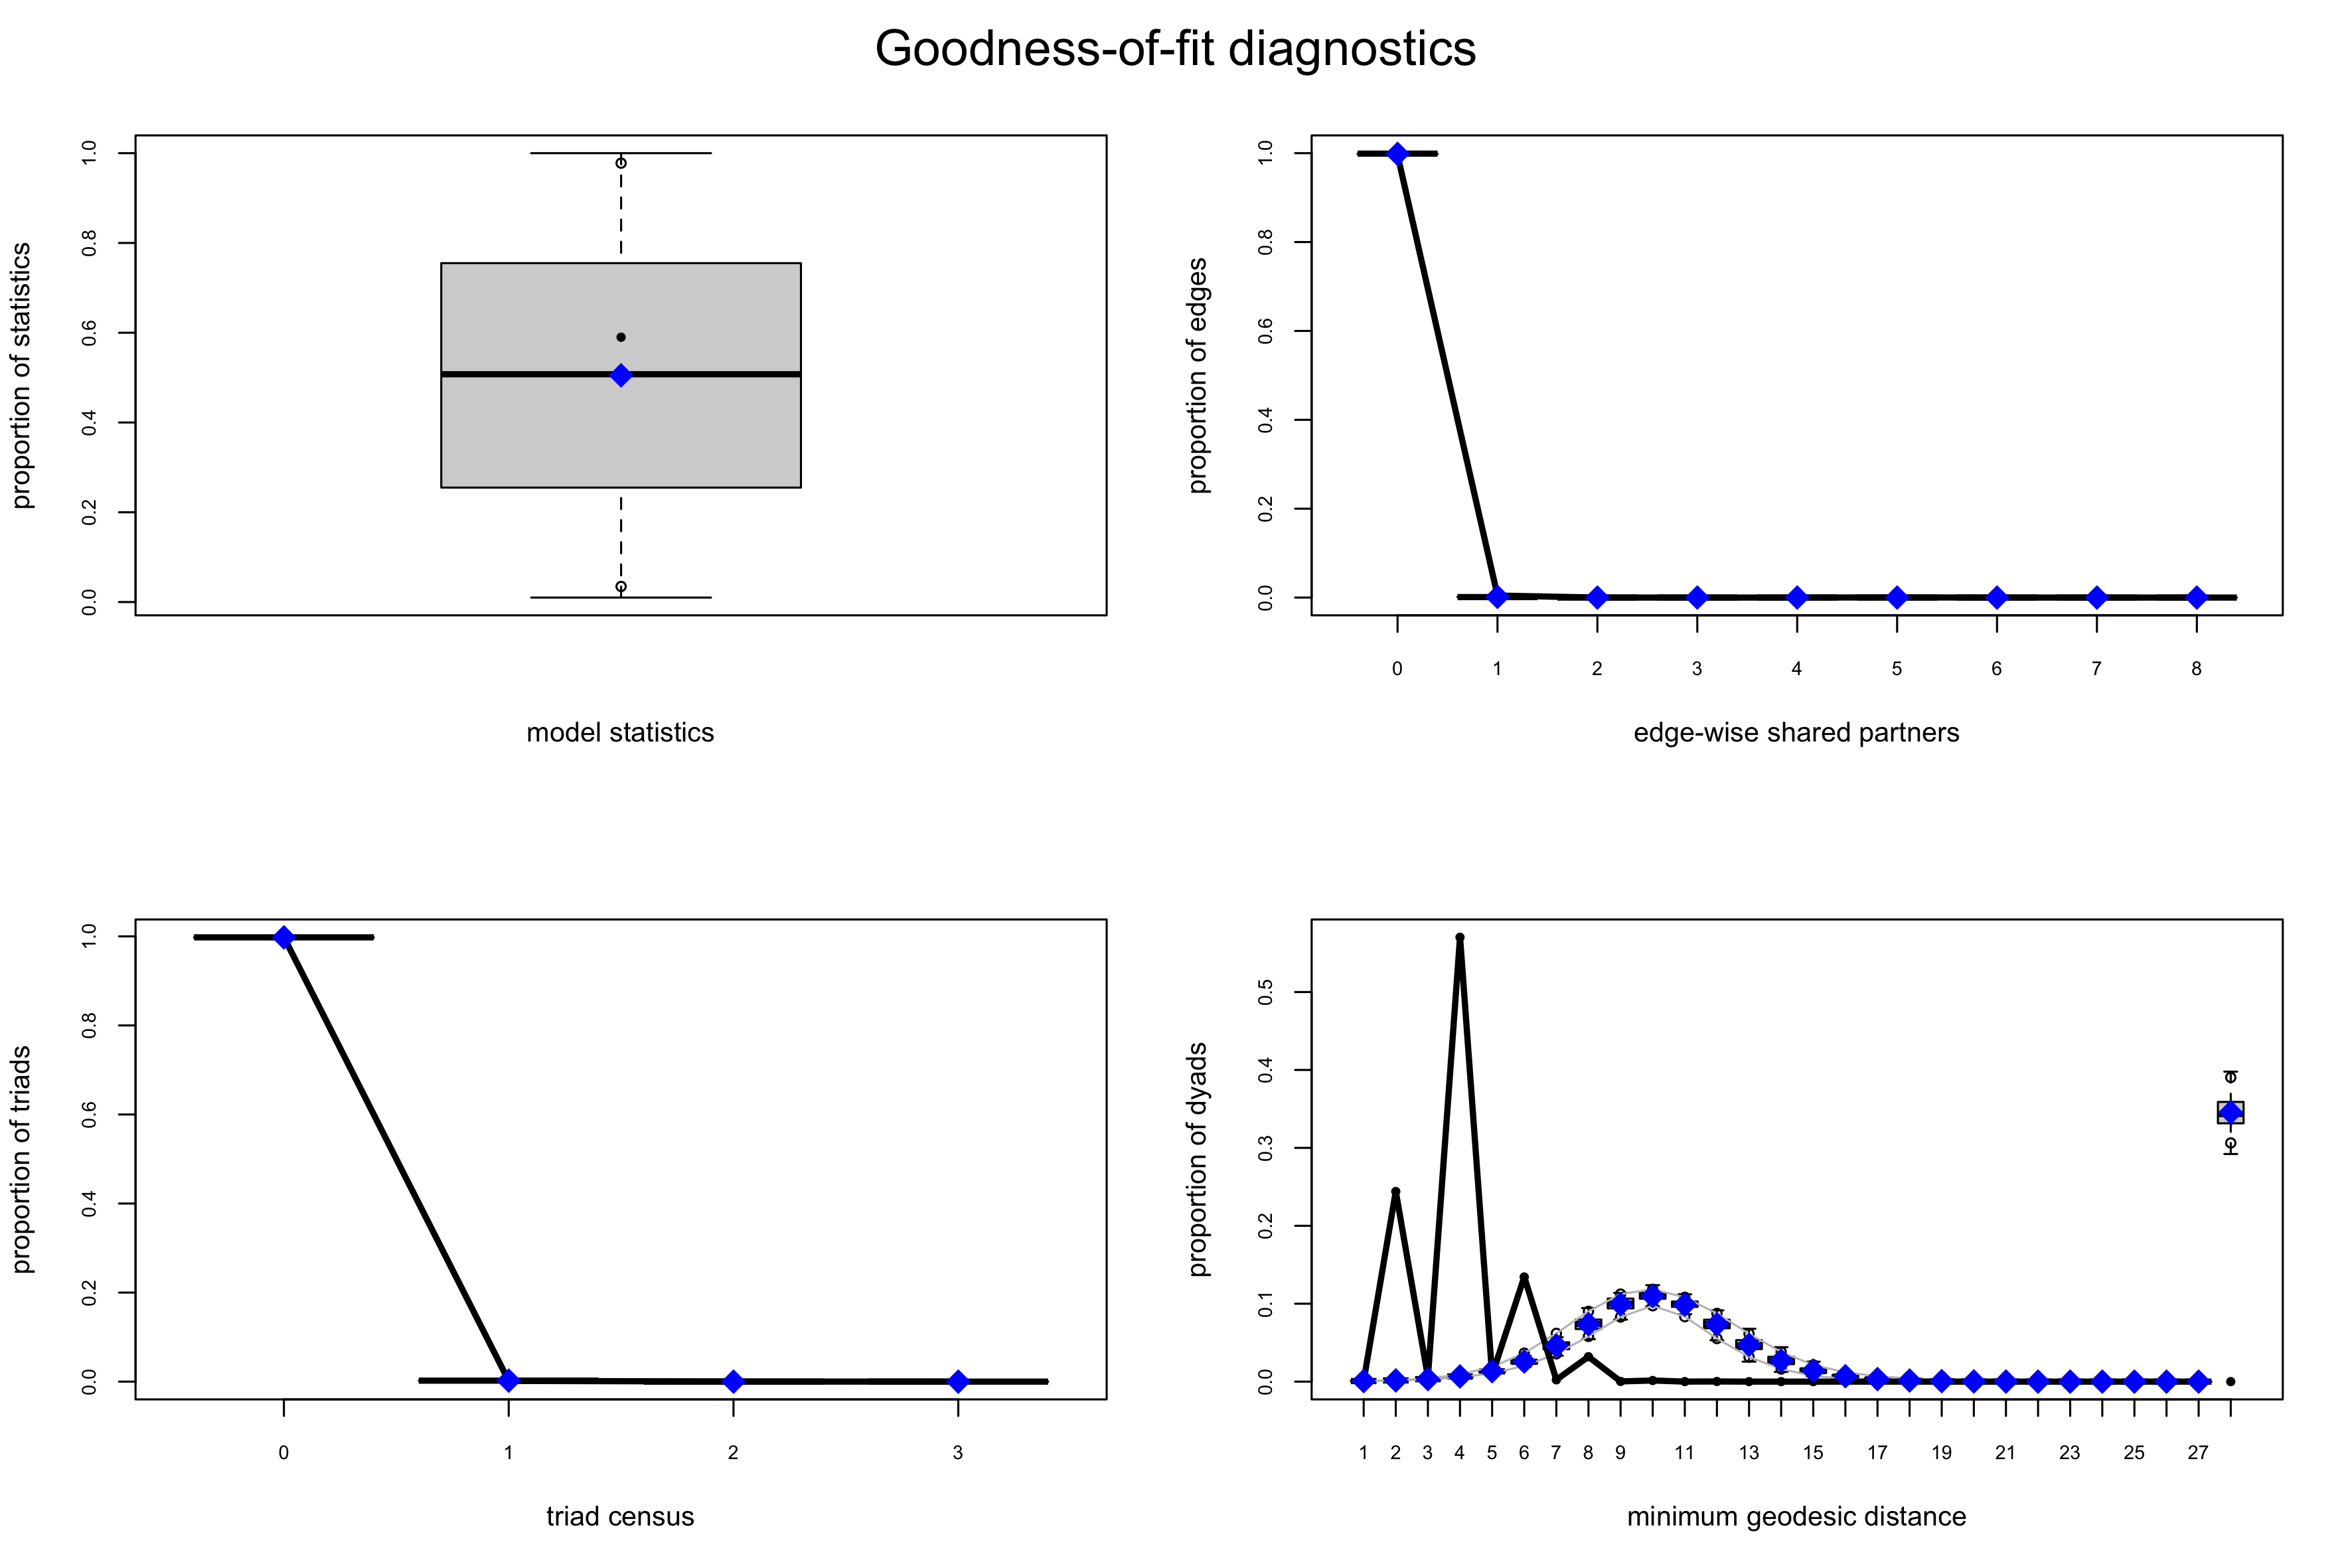 Goodness-of-fit diagnostics
proportion of statistics
0.0 0.2 0.4 0.6 0.8 1.0
model statistics
proportion of edges
0.0 0.2 0.4 0.6 0.8 1.0
0 1 2 3 4 5 6 7 8
edge-wise shared partners
proportion of triads
0.0 0.2 0.4 0.6 0.8 1.0
0 1 2 3
triad census
proportion of dyads
0.0 0.1 0.2 0.3 0.4 0.5
1 2 3 4 5 6 7 8 9 11 13 15 17 19 21 23 25 27
minimum geodesic distance